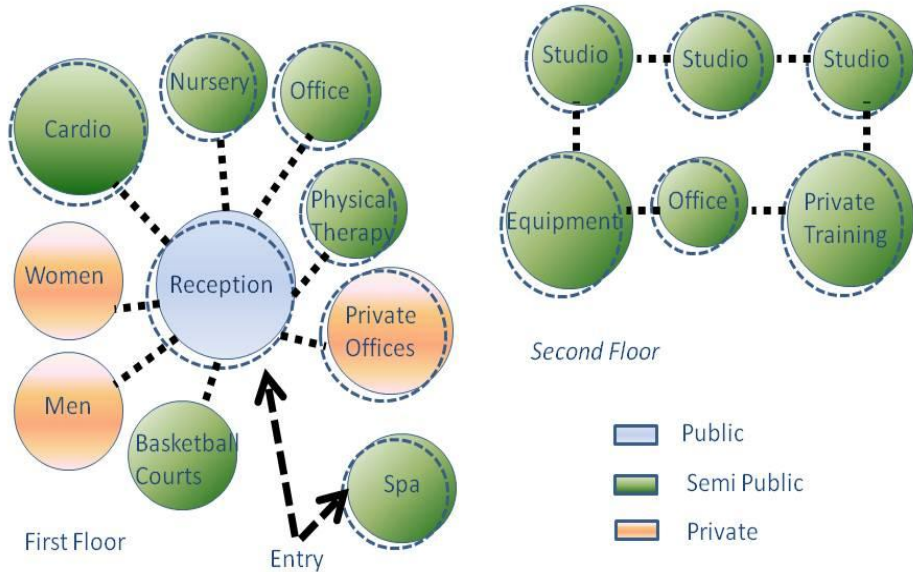 Cardio
Nursery
Office
Physical
Therapy
Women
Reception
Private
Offices
Men
Basketball
Courts
Spa
First Floor
Entry
Studio
Studio
Studio
Equipment
Office
Private
Training
Second Floor
Public
Semi Public
Private